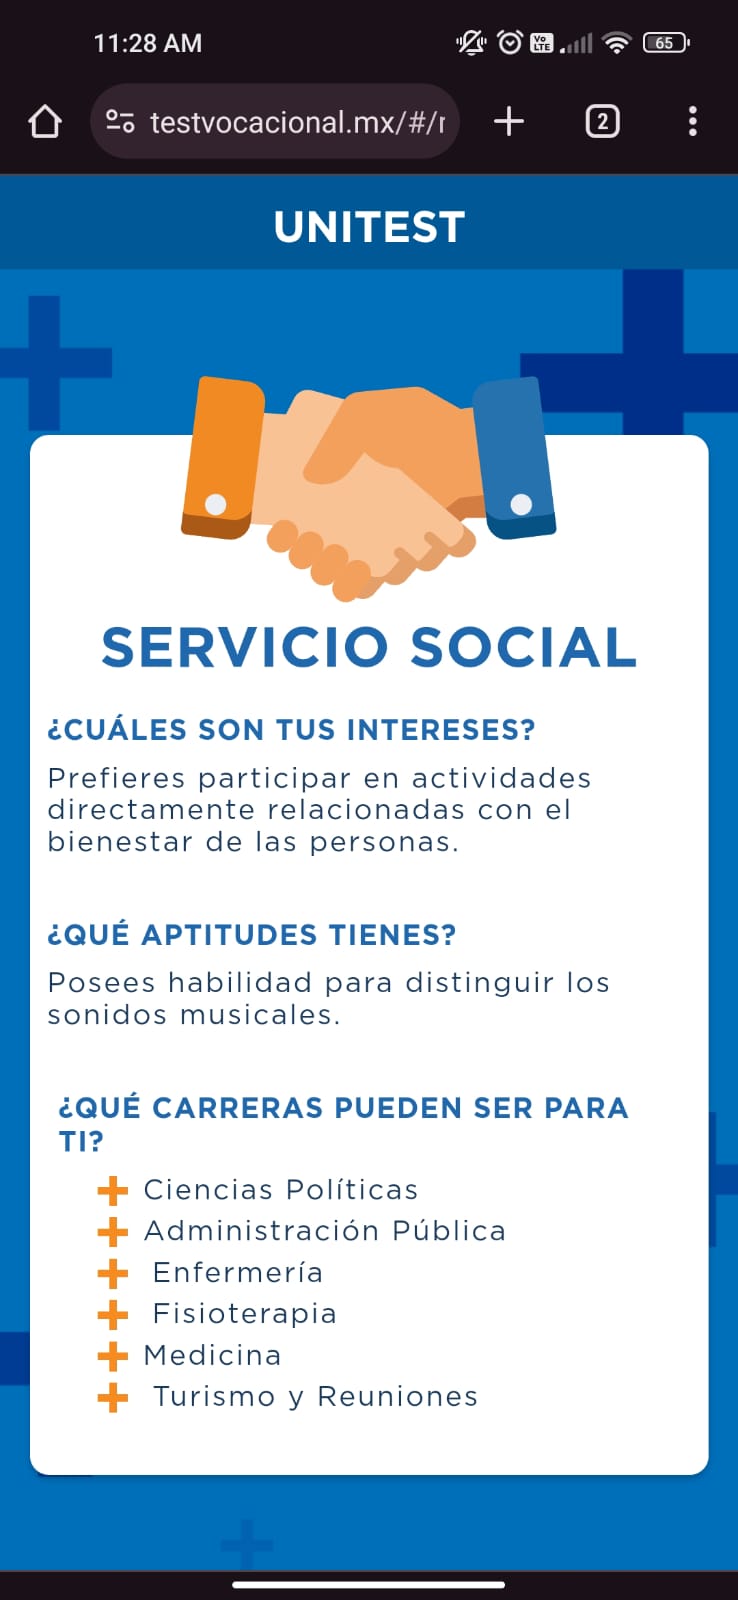 11:28 AM
Vo LTE
65
testvocacional.mx/#/r
2
UNITEST
SERVICIO SOCIAL
¿CUÁLES SON TUS INTERESES?
Prefieres participar en actividades
directamente relacionadas con el
bienestar de las personas.
¿QUÉ APTITUDES TIENES?
Posees habilidad para distinguir los
sonidos musicales.
¿QUÉ CARRERAS PUEDEN SER PARA
TI?
Ciencias Políticas
Administración Pública
Enfermería
Fisioterapia
Medicina
Turismo y Reuniones